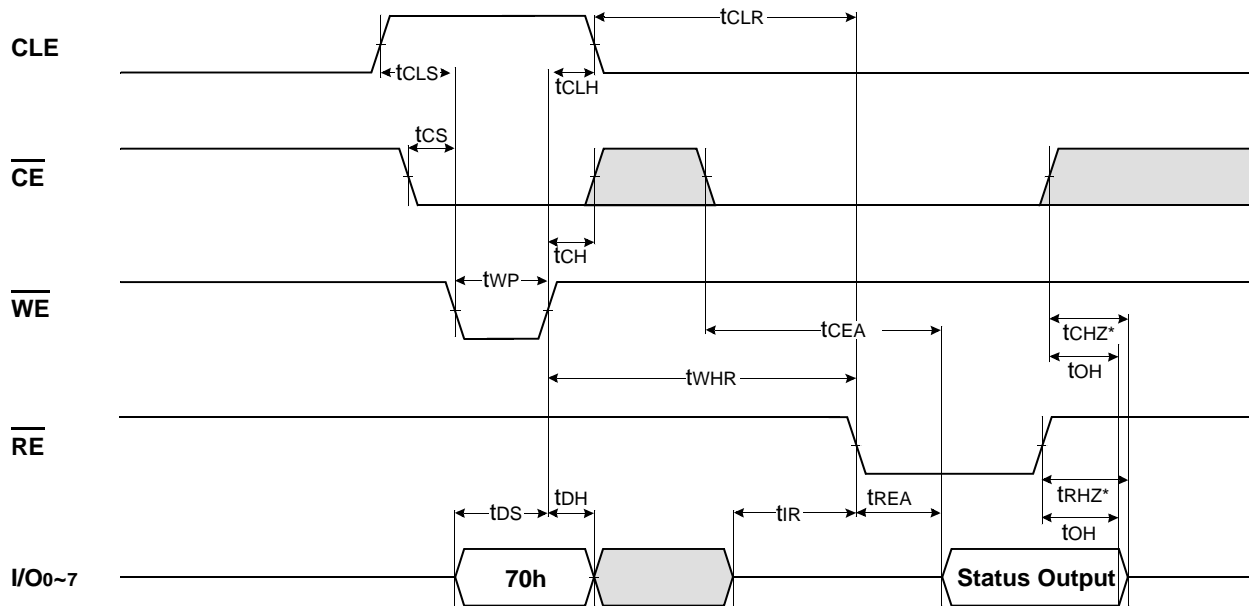 tCLR
CLE
tCLS
tCLH
tCS
CE
tCH
tWP
WE
tCEA
tCHZ*
tOH
tWHR
RE
tDH
tREA
tRHZ*
tDS
tIR
tOH
I/O0~7
70h
Status Output